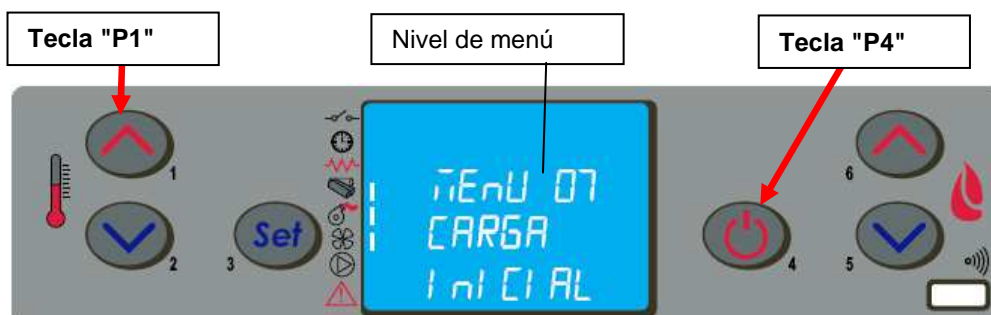 Tecla "P1"
Nivel de menú
Tecla "P4"
1
6
MEnU 07
CARGA
Set
2
3
4
5
InICIAL